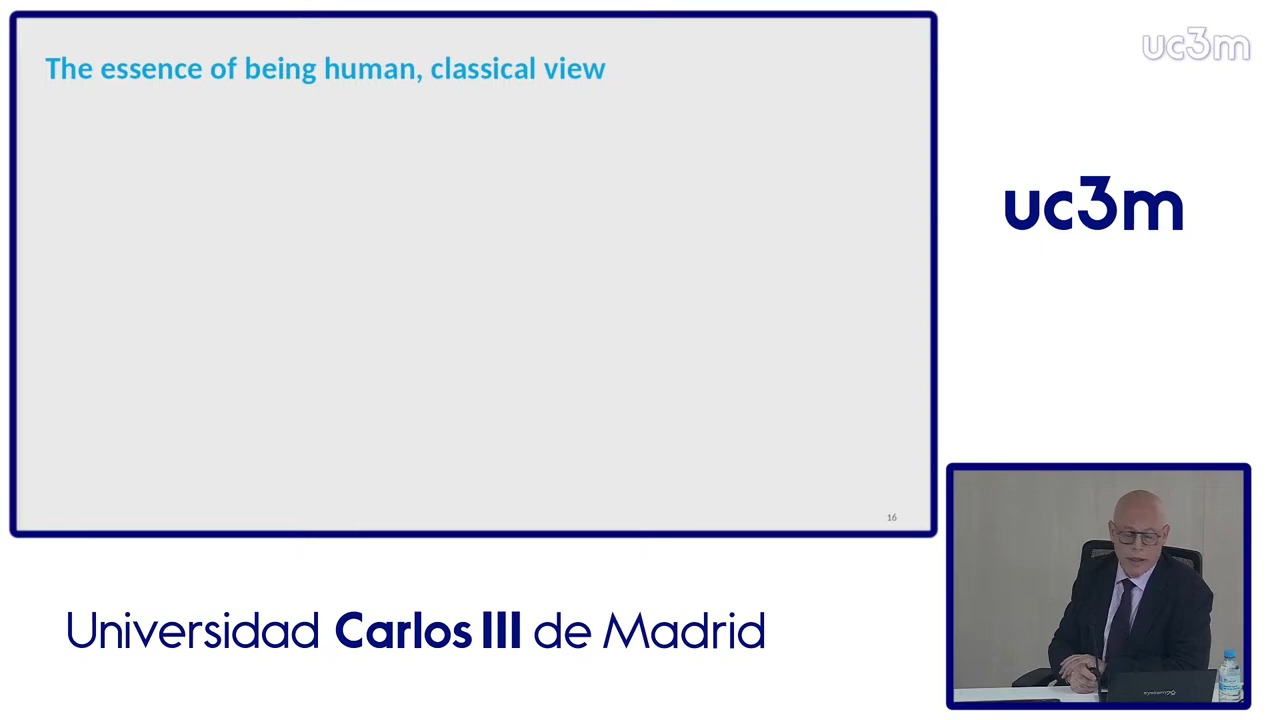 The essence of being human, classical view
16
uc3m
uc3m
Universidad Carlos III de Madrid